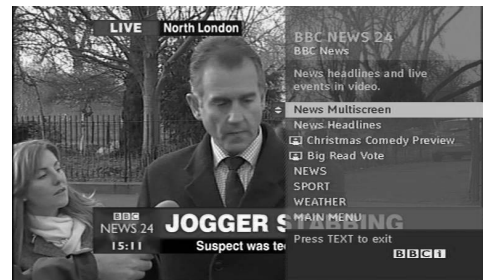 LIVE North London
BBC NEWS 24
BBC News
News headlines and live
events in video.
News Multiscreen
News Headlines
Christmas Comedy Preview
Big Read Vote
NEWS
SPORT
WEATHER
MAIN MENU
Press TEXT to exit
BBC 1
BBC
NEWS 24
15:11
JOGGER STABBING
Suspect was